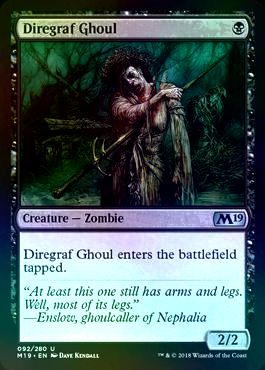 Diregraf Ghoul
Creature — Zombie
M19
Diregraf Ghoul enters the battlefield
tapped.
“At least this one still has arms and legs.
Well, most of its legs.”
—Enslow, ghoulcaller of Nephalia
2/2
092/280 U
M19 • EN Dave Kendall
™ & © 2018 Wizards of the Coast